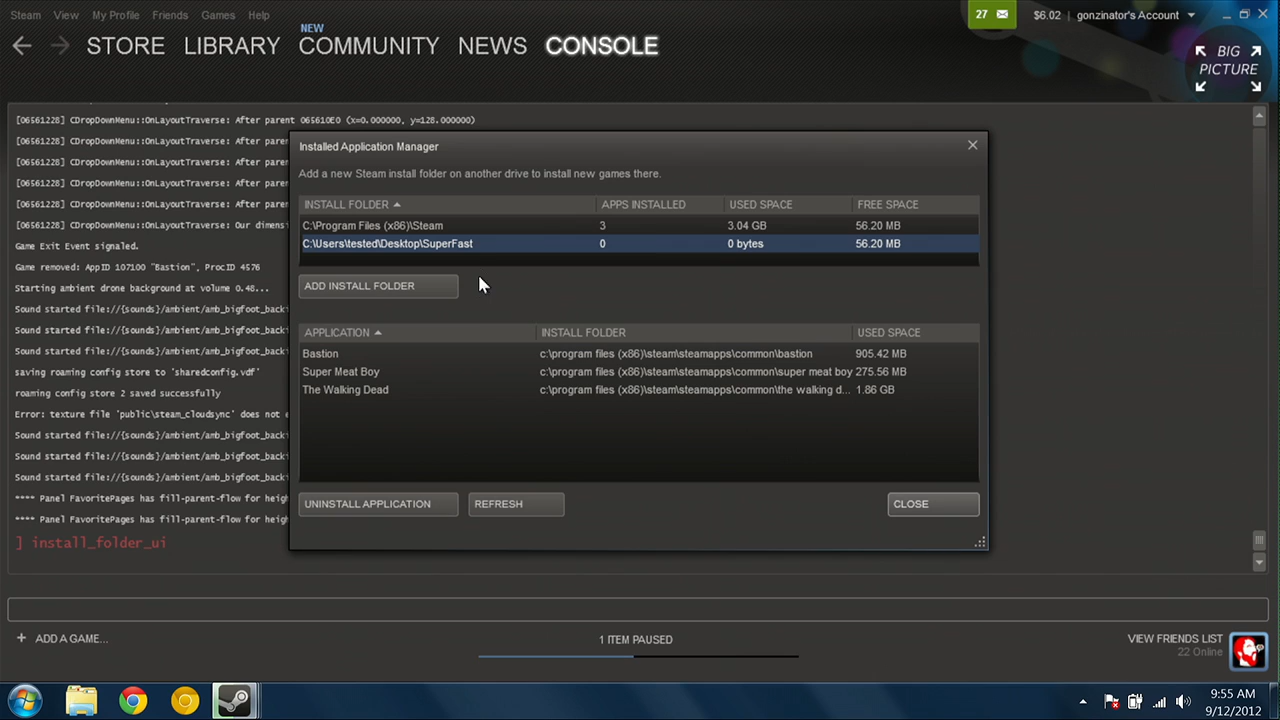 Steam View My Profile Friends Games Help 27 $6.02 gonzinator's Account
NEW
STORE LIBRARY COMMUNITY NEWS CONSOLE
BIG
PICTURE
[06561228] CDropDownMenu::OnLayoutTraverse: After parent 065610E0 (x=0.000000, y=128.000000)
[06561228] CDropDownMenu::OnLayoutTraverse: After paren
[06561228] CDropDownMenu::OnLayoutTraverse: After paren
[06561228] CDropDownMenu::OnLayoutTraverse: After paren
[06561228] CDropDownMenu::OnLayoutTraverse: After paren
[06561228] CDropDownMenu::OnLayoutTraverse: Our dimensi
Game Exit Event signaled.
Game removed: AppID 107100 "Bastion", ProcID 4576
Starting ambient drone background at volume 0.48...
Sound started file://{sounds}/ambient/amb_bigfoot_back
Sound started file://{sounds}/ambient/amb_bigfoot_back
Sound started file://{sounds}/ambient/amb_bigfoot_back
saving roaming config store to 'sharedconfig.vdf'
roaming config store 2 saved successfully
Error: texture file 'public\steam_cloudsync' does not e
Sound started file://{sounds}/ambient/amb_bigfoot_back
Sound started file://{sounds}/ambient/amb_bigfoot_back
Sound started file://{sounds}/ambient/amb_bigfoot_back
**** Panel FavoritePages has fill-parent-flow for heigh
**** Panel FavoritePages has fill-parent-flow for heigh
] install_folder_ui
Installed Application Manager
Add a new Steam install folder on another drive to install new games there.
INSTALL FOLDER APPS INSTALLED USED SPACE FREE SPACE
C:\Program Files (x86)\Steam 3 3.04 GB 56.20 MB
C:\Users\tested\Desktop\SuperFast 0 0 bytes 56.20 MB
ADD INSTALL FOLDER
APPLICATION INSTALL FOLDER USED SPACE
Bastion c:\program files (x86)\steam\steamapps\common\bastion 905.42 MB
Super Meat Boy c:\program files (x86)\steam\steamapps\common\super meat boy 275.56 MB
The Walking Dead c:\program files (x86)\steam\steamapps\common\the walking d... 1.86 GB
UNINSTALL APPLICATION REFRESH CLOSE
+ ADD A GAME... 1 ITEM PAUSED VIEW FRIENDS LIST
22 Online
9:55 AM
9/12/2012